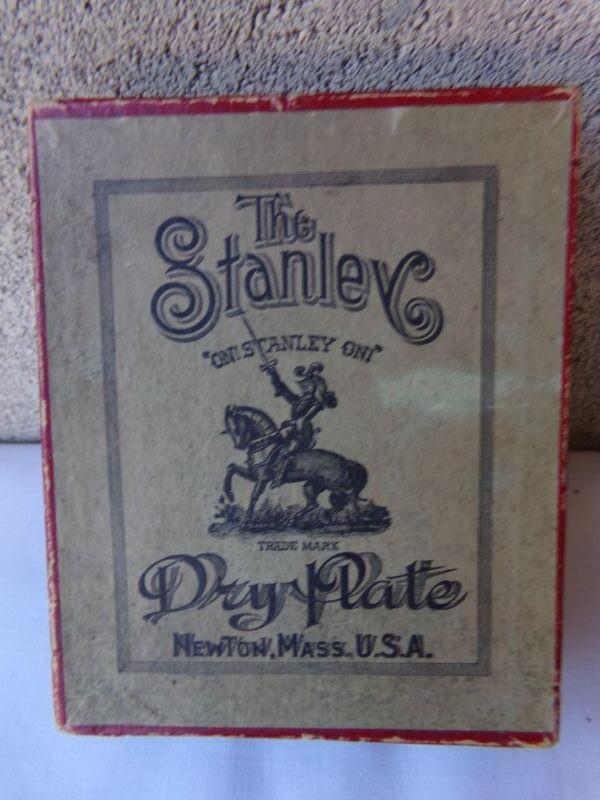 The
Stanley
"ON! STANLEY ON!"
TRADE MARK
Dry Plate
NEWTON, MASS. U.S.A.